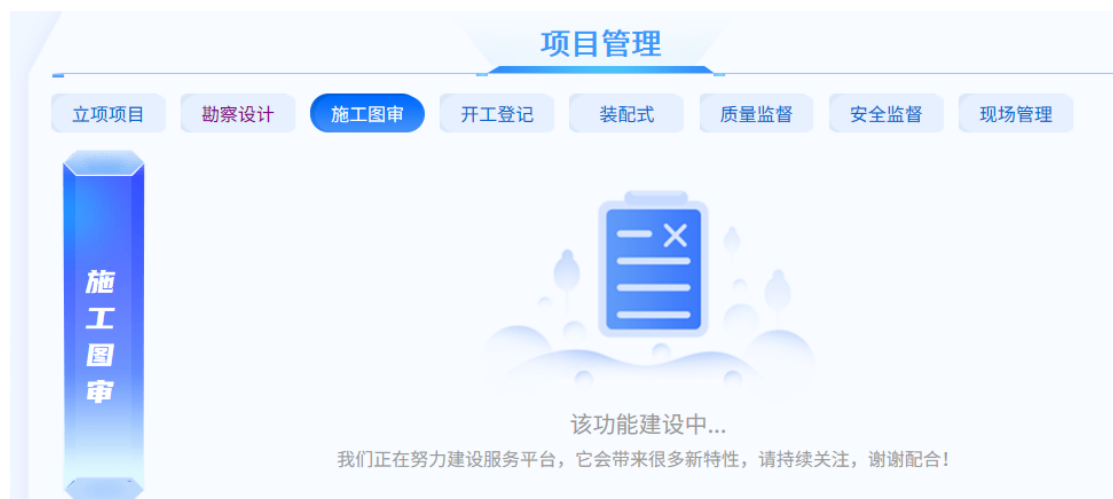 项目管理
立项项目 勘察设计 施工图审 开工登记 装配式 质量监督 安全监督 现场管理
施工图审
该功能建设中...
我们正在努力建设服务平台，它会带来很多新特性，请持续关注，谢谢配合！